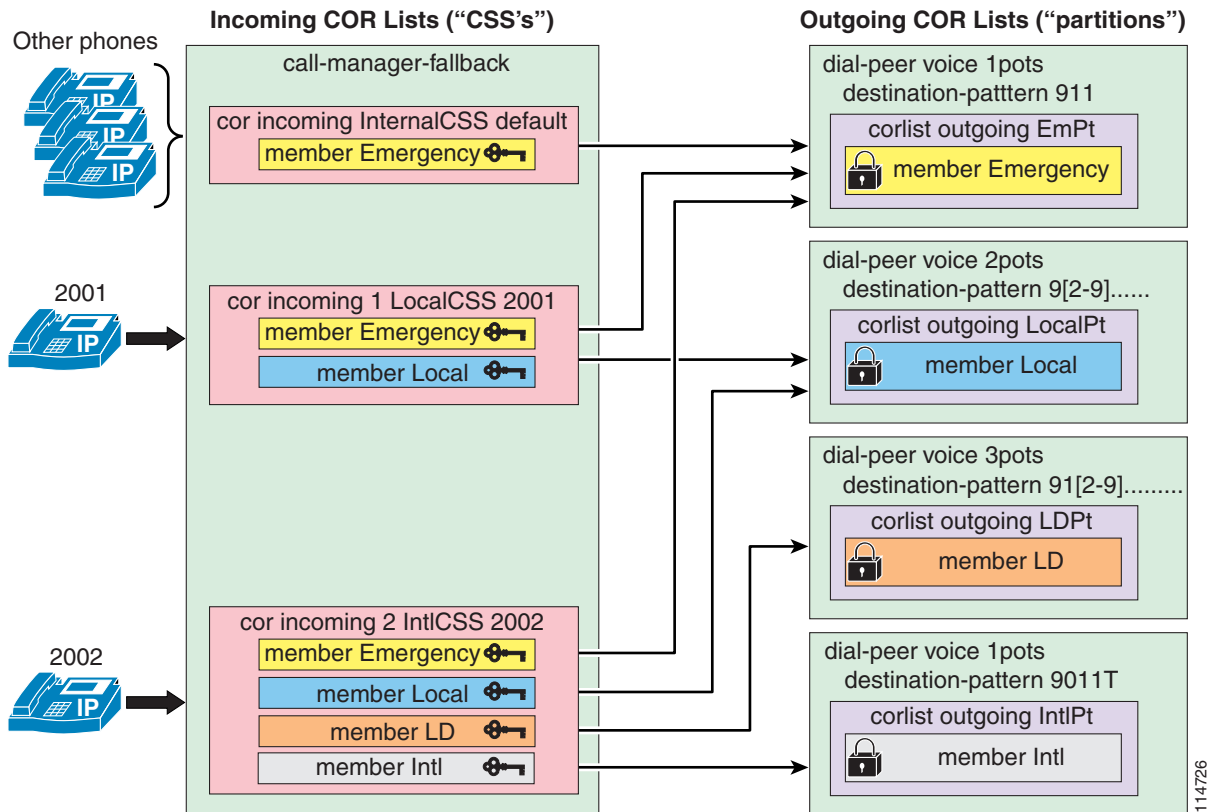 Incoming COR Lists (“CSS’s”)
Outgoing COR Lists (“partitions”)
Other phones
IP
IP
IP
call-manager-fallback
cor incoming InternalCSS default
member Emergency
2001
IP
cor incoming 1 LocalCSS 2001
member Emergency
member Local
2002
IP
cor incoming 2 IntlCSS 2002
member Emergency
member Local
member LD
member Intl
dial-peer voice 1pots
destination-patttern 911
corlist outgoing EmPt
member Emergency
dial-peer voice 2pots
destination-pattern 9[2-9]......
corlist outgoing LocalPt
member Local
dial-peer voice 3pots
destination-pattern 91[2-9].........
corlist outgoing LDPt
member LD
dial-peer voice 1pots
destination-pattern 9011T
corlist outgoing IntlPt
member Intl
114726